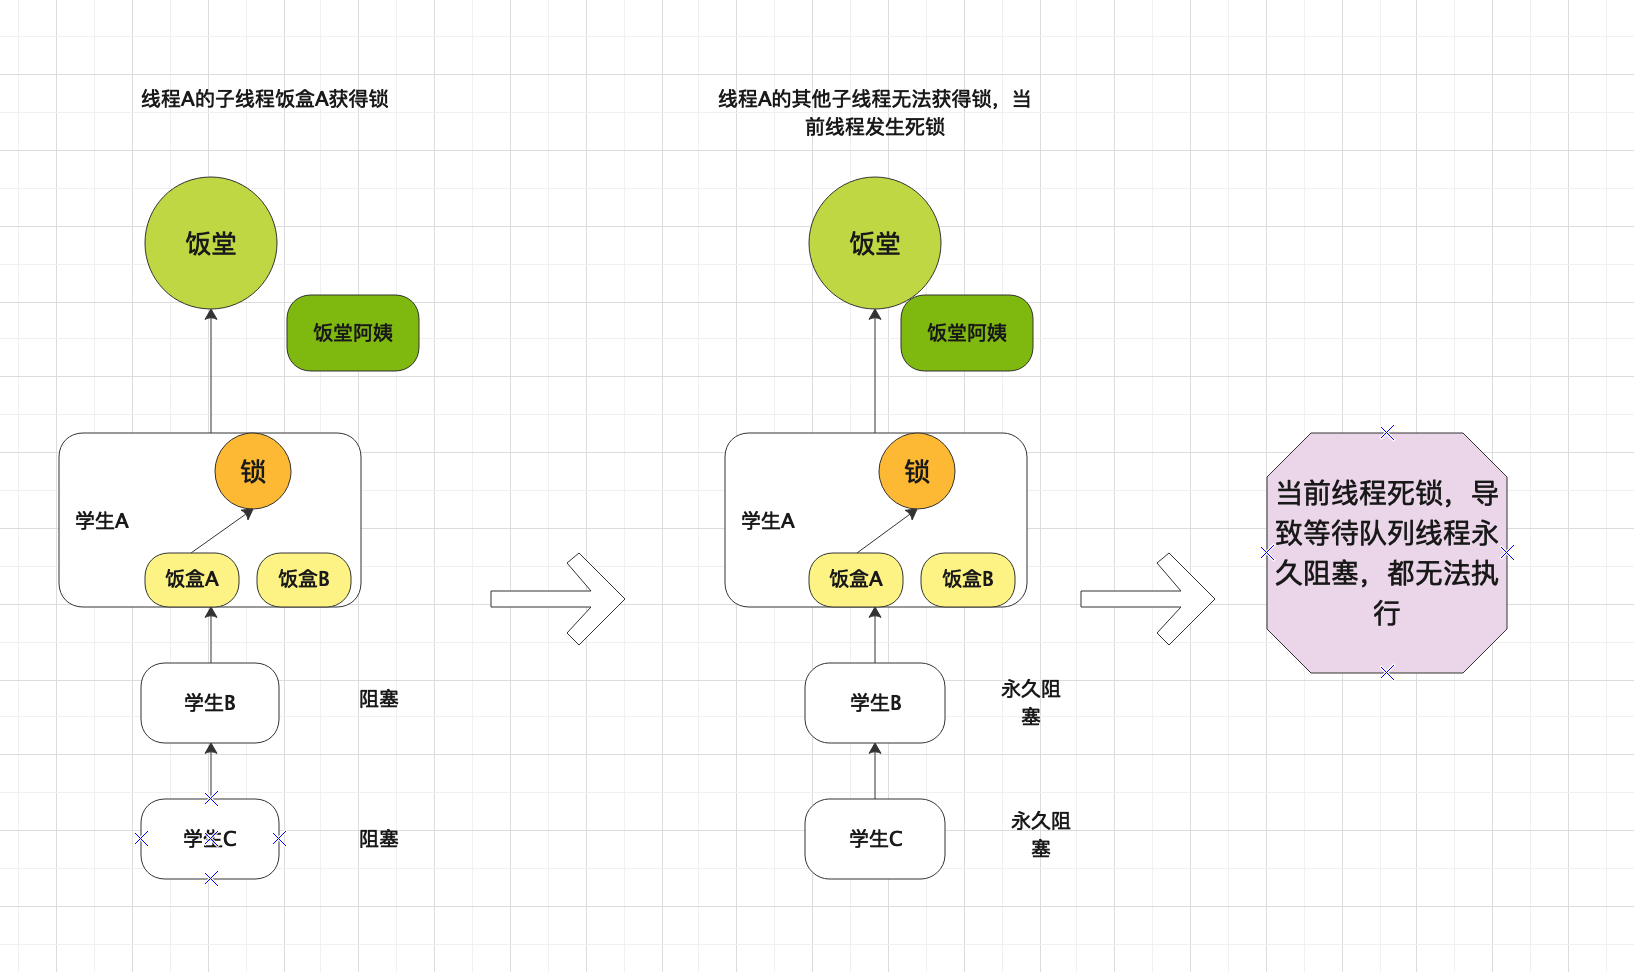 线程A的子线程饭盒A获得锁
饭堂
饭堂阿姨
锁
学生A
饭盒A
饭盒B
学生B
阻塞
学生C
阻塞
线程A的其他子线程无法获得锁，当
前线程发生死锁
饭堂
饭堂阿姨
锁
学生A
饭盒A
饭盒B
学生B
永久阻
塞
学生C
永久阻
塞
当前线程死锁，导
致等待队列线程永
久阻塞，都无法执
行